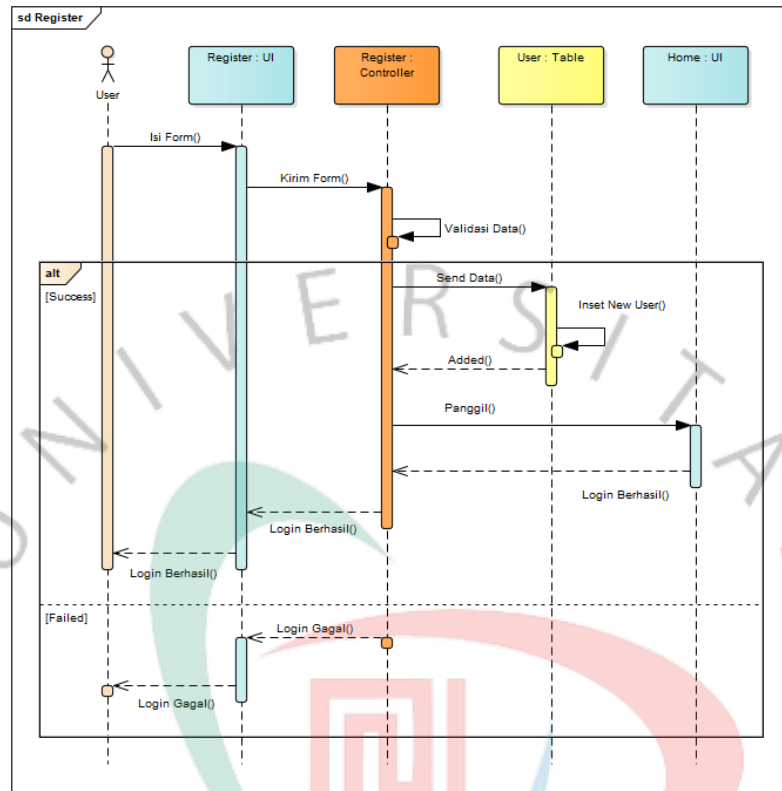 sd Register
User
Register : UI
Register :
Controller
User : Table
Home : UI
Isi Form()
Kirim Form()
Validasi Data()
alt
[Success]
Send Data()
Inset New User()
Added()
Panggil()
Login Berhasil()
Login Berhasil()
Login Berhasil()
[Failed]
Login Gagal()
Login Gagal()
UNIVERSITA